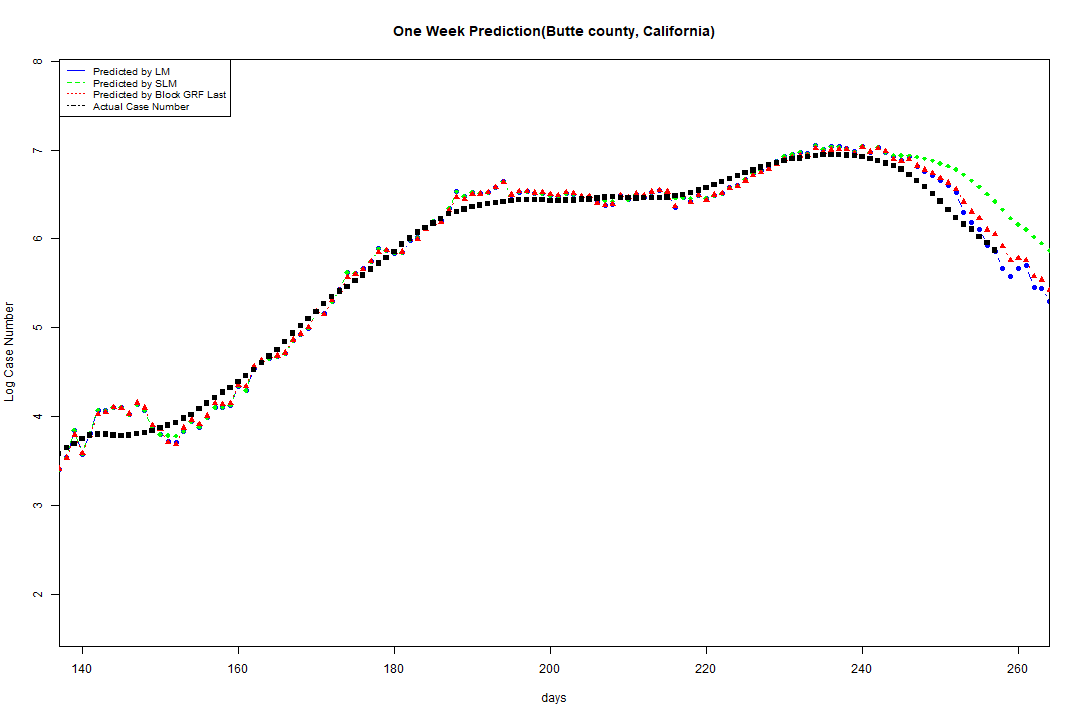 One Week Prediction(Butte county, California)
Predicted by LM
Predicted by SLM
Predicted by Block GRF Last
Actual Case Number
8
7
6
5
4
3
2
Log Case Number
140 160 180 200 220 240 260
days